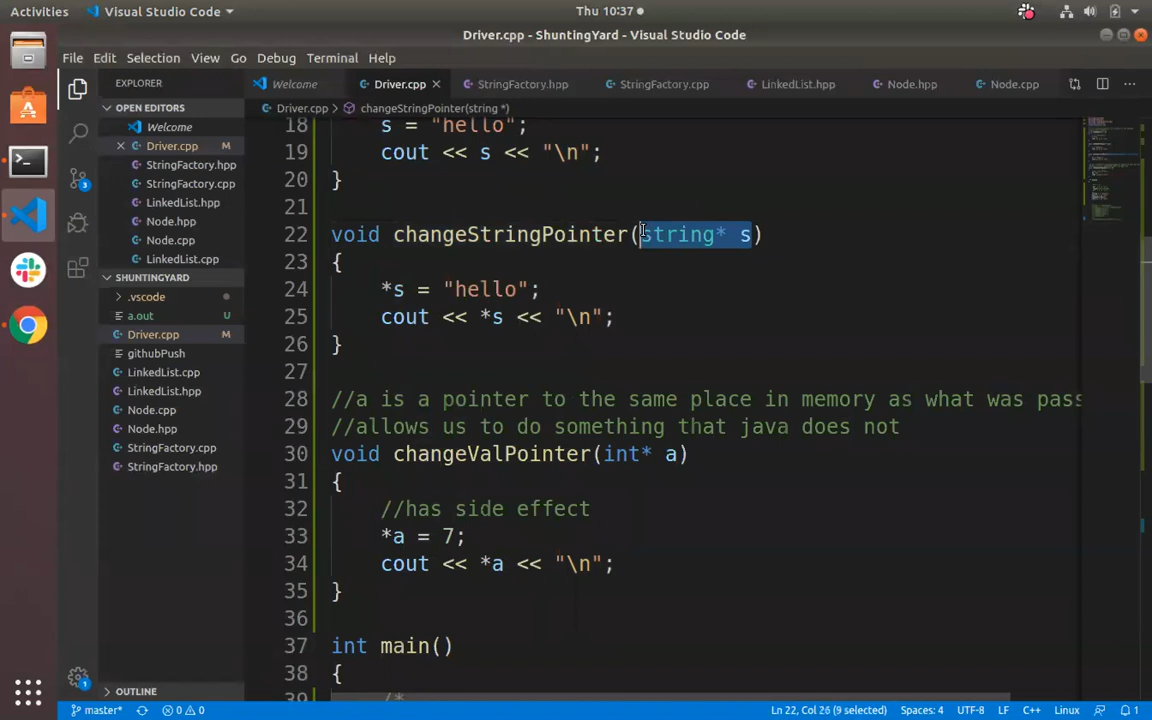 Activities Visual Studio Code Thu 10:37
Driver.cpp - ShuntingYard - Visual Studio Code
File Edit Selection View Go Debug Terminal Help
EXPLORER
Welcome Driver.cpp StringFactory.hpp StringFactory.cpp LinkedList.hpp Node.hpp Node.cpp
OPEN EDITORS
Welcome
Driver.cpp M
StringFactory.hpp
StringFactory.cpp
LinkedList.hpp
Node.hpp
Node.cpp
LinkedList.cpp
SHUNTINGYARD
.vscode
a.out U
Driver.cpp M
githubPush
LinkedList.cpp
LinkedList.hpp
Node.cpp
Node.hpp
StringFactory.cpp
StringFactory.hpp
OUTLINE
3
1
Driver.cpp > changeStringPointer(string *)
18 s = "hello";
19 cout << s << "\n";
20 }
21
22 void changeStringPointer(string* s)
23 {
24 *s = "hello";
25 cout << *s << "\n";
26 }
27
28 //a is a pointer to the same place in memory as what was pass
29 //allows us to do something that java does not
30 void changeValPointer(int* a)
31 {
32 //has side effect
33 *a = 7;
34 cout << *a << "\n";
35 }
36
37 int main()
38 {
39 /*
master* 0 0 Ln 22, Col 26 (9 selected) Spaces: 4 UTF-8 LF C++ Linux 1